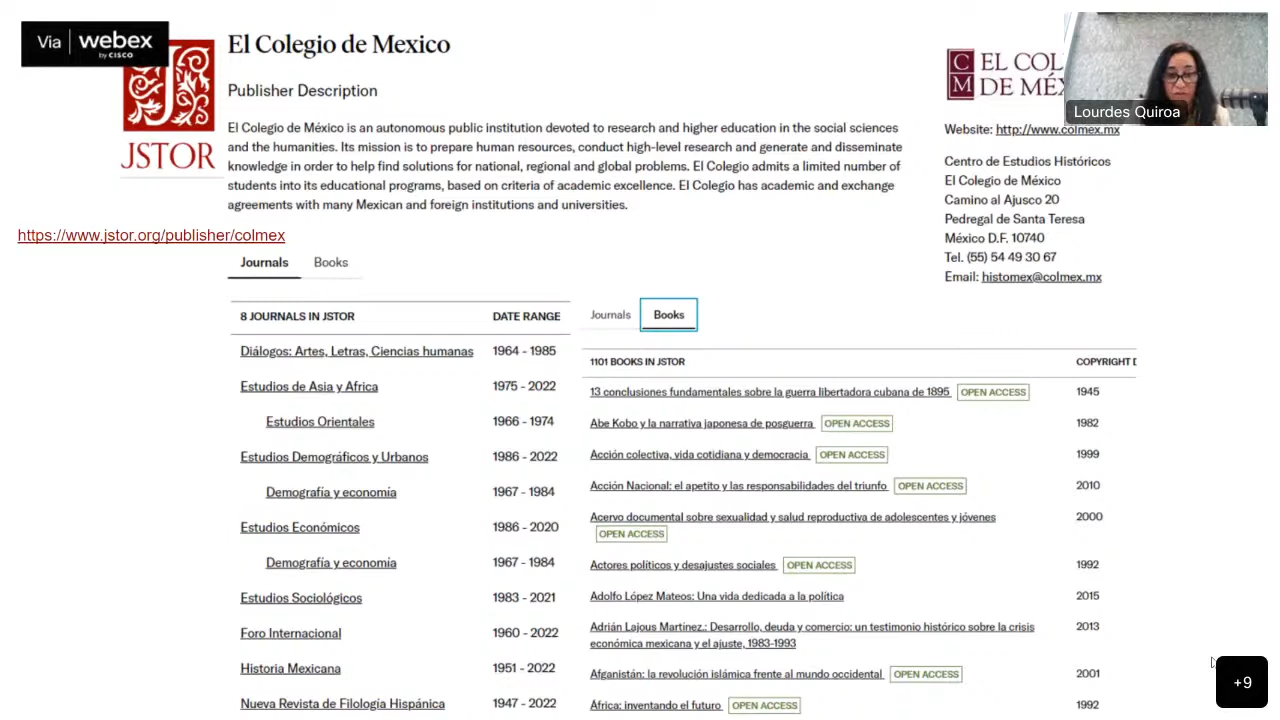 Via webex
by CISCO
JSTOR
El Colegio de Mexico
Publisher Description
El Colegio de México is an autonomous public institution devoted to research and higher education in the social sciences
and the humanities. Its mission is to prepare human resources, conduct high-level research and generate and disseminate
knowledge in order to help find solutions for national, regional and global problems. El Colegio admits a limited number of
students into its educational programs, based on criteria of academic excellence. El Colegio has academic and exchange
agreements with many Mexican and foreign institutions and universities.
CM EL COL
DE MÉX
Lourdes Quiroa
Website: http://www.colmex.mx
Centro de Estudios Históricos
El Colegio de México
Camino al Ajusco 20
Pedregal de Santa Teresa
México D.F. 10740
Tel. (55) 54 49 30 67
Email: histomex@colmex.mx
https://www.jstor.org/publisher/colmex
Journals Books
8 JOURNALS IN JSTOR DATE RANGE
Diálogos: Artes, Letras, Ciencias humanas 1964 - 1985
Estudios de Asia y Africa 1975 - 2022
Estudios Orientales 1966 - 1974
Estudios Demográficos y Urbanos 1986 - 2022
Demografía y economía 1967 - 1984
Estudios Económicos 1986 - 2020
Demografía y economía 1967 - 1984
Estudios Sociológicos 1983 - 2021
Foro Internacional 1960 - 2022
Historia Mexicana 1951 - 2022
Nueva Revista de Filología Hispánica 1947 - 2022
Journals Books
1101 BOOKS IN JSTOR COPYRIGHT D
13 conclusiones fundamentales sobre la guerra libertadora cubana de 1895 OPEN ACCESS 1945
Abe Kobo y la narrativa japonesa de posguerra OPEN ACCESS 1982
Acción colectiva, vida cotidiana y democracia OPEN ACCESS 1999
Acción Nacional: el apetito y las responsabilidades del triunfo OPEN ACCESS 2010
Acervo documental sobre sexualidad y salud reproductiva de adolescentes y jóvenes 2000
OPEN ACCESS
Actores políticos y desajustes sociales OPEN ACCESS 1992
Adolfo López Mateos: Una vida dedicada a la política 2015
Adrián Lajous Martínez.: Desarrollo, deuda y comercio: un testimonio histórico sobre la crisis 2013
económica mexicana y el ajuste, 1983-1993
Afganistán: la revolución islámica frente al mundo occidental OPEN ACCESS 2001
África: inventando el futuro OPEN ACCESS 1992
+9